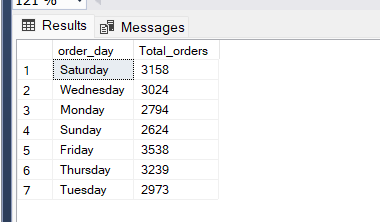 121 %
Results Messages
order_day Total_orders
1 Saturday 3158
2 Wednesday 3024
3 Monday 2794
4 Sunday 2624
5 Friday 3538
6 Thursday 3239
7 Tuesday 2973